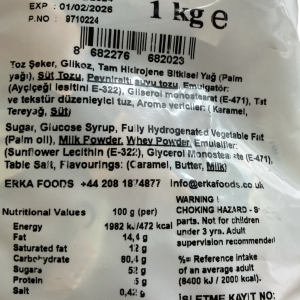 EXP : 01/02/2026
P.NO : 9710224
1 kg e
8 682276 682023
Toz Şeker, Glikoz, Tam Hidrojene Bitkisel Yağ (Palm
yağı), Süt Tozu, Peyniraltı suyu tozu, Emulgatör:
(Ayçiçeği lesitini E-322), Gliserol monostearat (E-471), Tat
ve tekstür düzenleyici tuz, Aroma vericiler: ( Karamel,
Tereyağ, Süt)
Sugar, Glucose Syrup, Fully Hydrogenated Vegetable Fat
(Palm oil), Milk Powder, Whey Powder, Emulsifier:
(Sunflower Lecithin (E-322), Glycerol Monostearate (E-471),
Table Salt, Flavourings: (Caramel, Butter, Milk)
ERKA FOODS +44 208 1874877 info@erkafoods.co.uk
Nutritional Values 100 g (per)
Energy 1982 kJ/472
Fat 14,4 g
Saturated fat 12 g
Carbohydrate 80,4 g
Sugars 52 g
Protein 5 g
Salt 0,42 g
WARNING !
CHOKING HAZARD - S
parts. Not for children
under 3 yrs. Adult
supervision recommended
%= Reference intake
of an average adult
(8400 kJ / 2000 kcal).